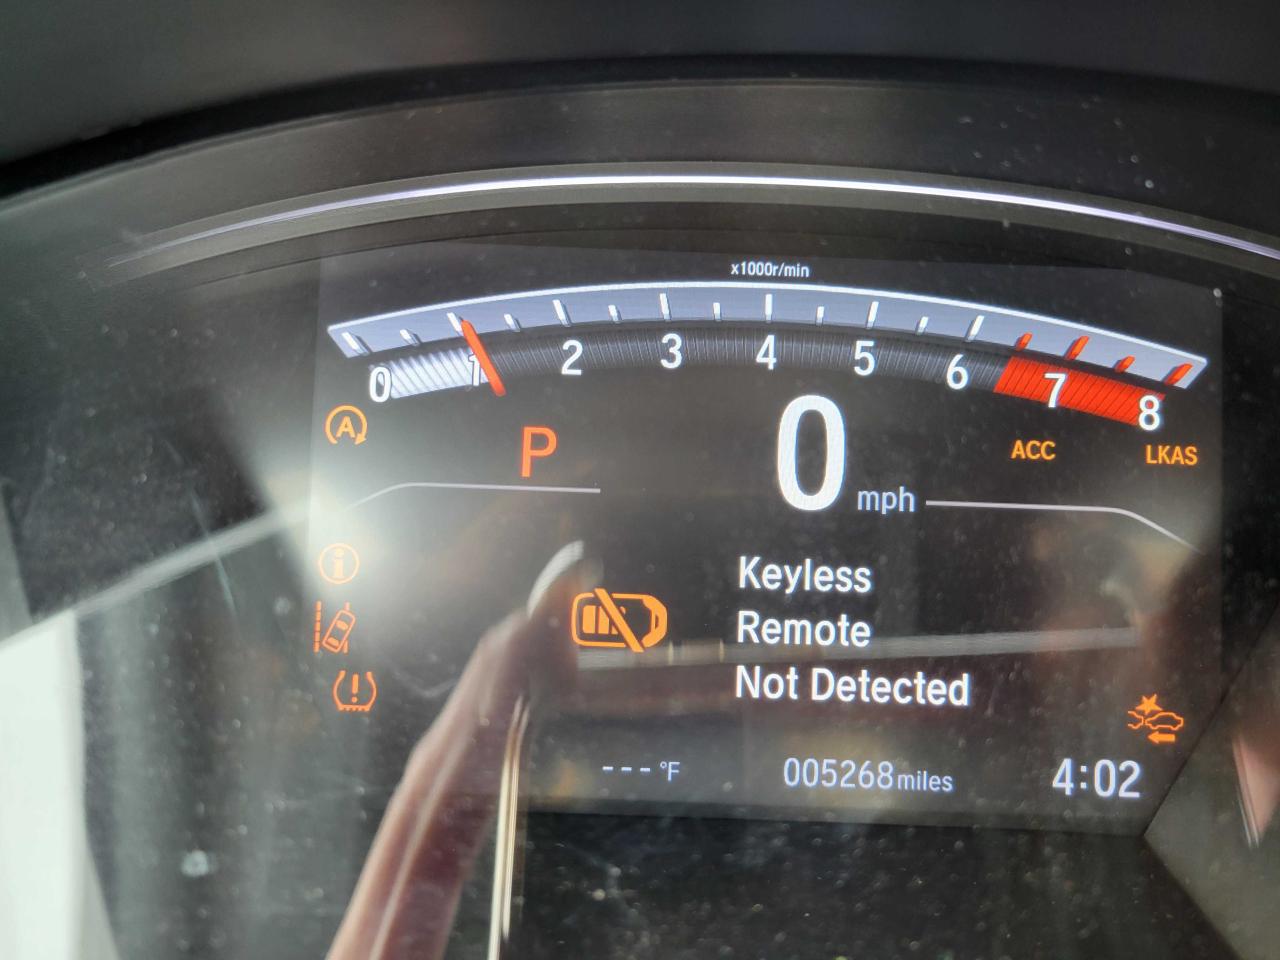 x1000r/min
0 1 2 3 4 5 6 7 8
A
P
0 mph
ACC
LKAS
Keyless
Remote
Not Detected
--- °F
005268 miles
4:02